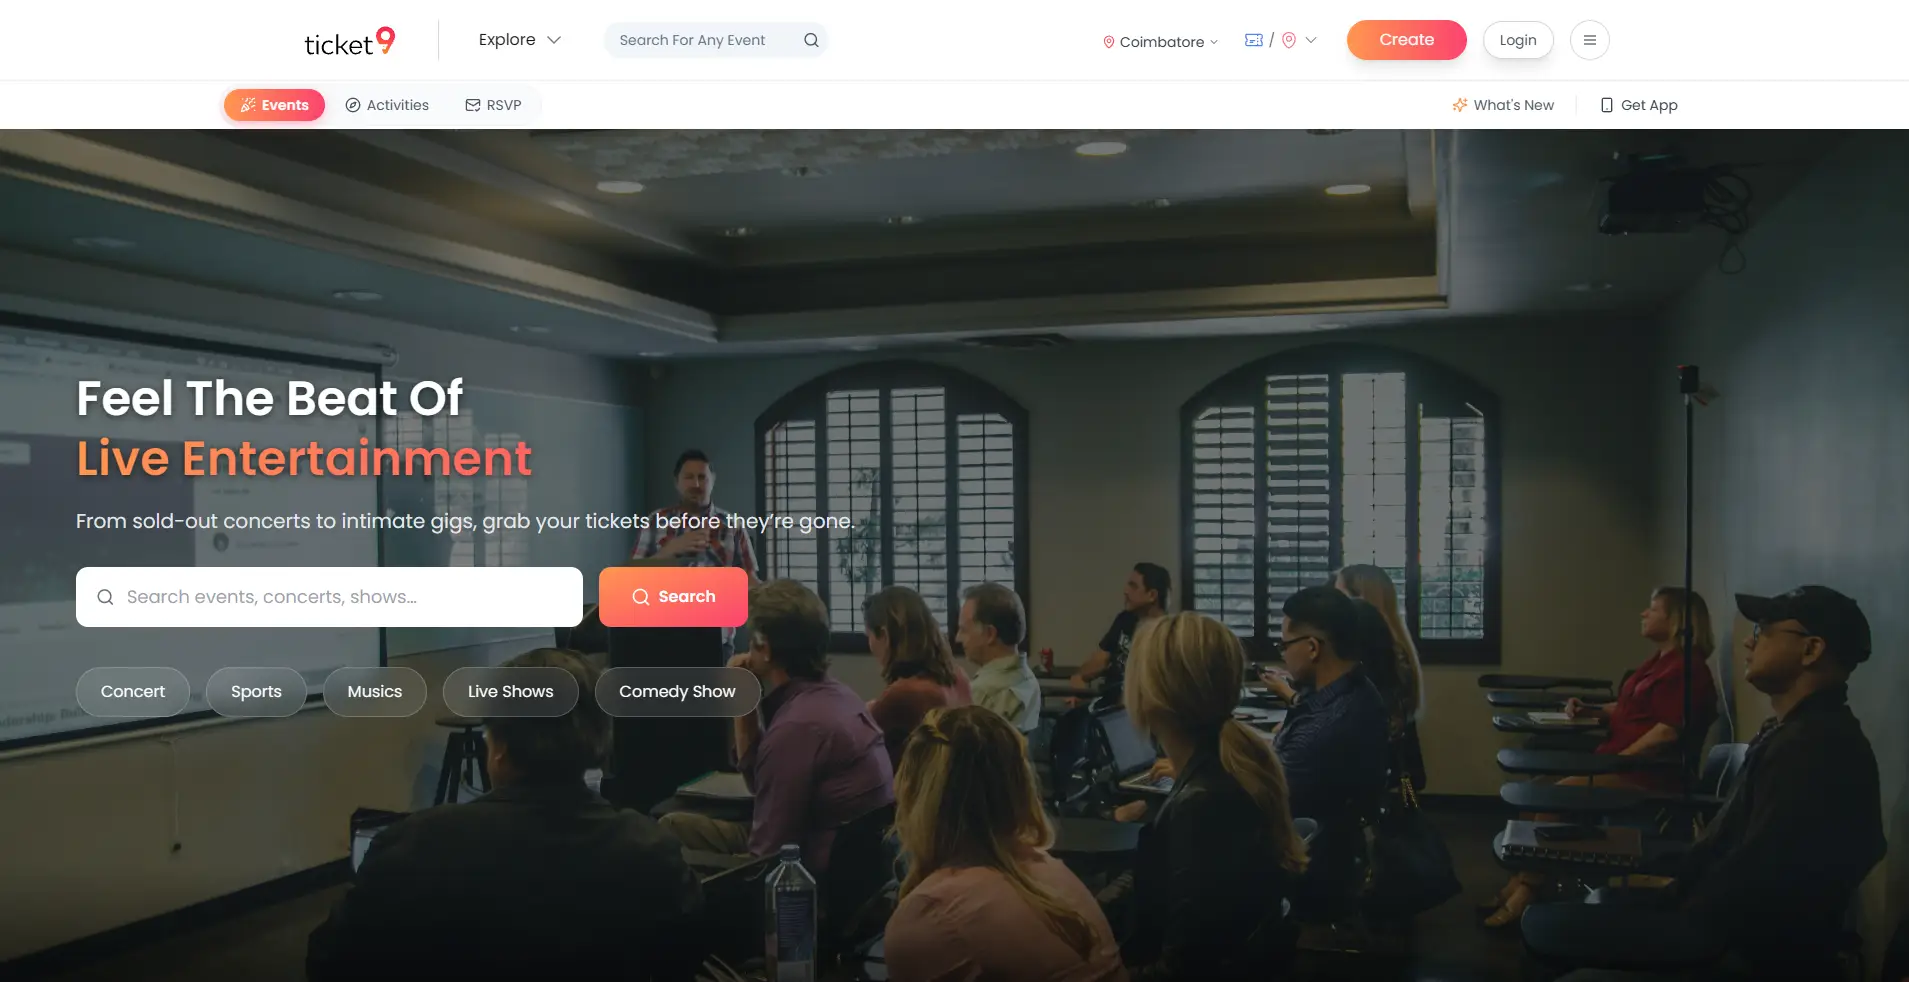 ticket9
Explore
Search For Any Event
Coimbatore
/
Create
Login
Events
Activities
RSVP
What's New
Get App
Feel The Beat Of
Live Entertainment
From sold-out concerts to intimate gigs, grab your tickets before they're gone.
Search events, concerts, shows...
Search
Concert
Sports
Musics
Live Shows
Comedy Show